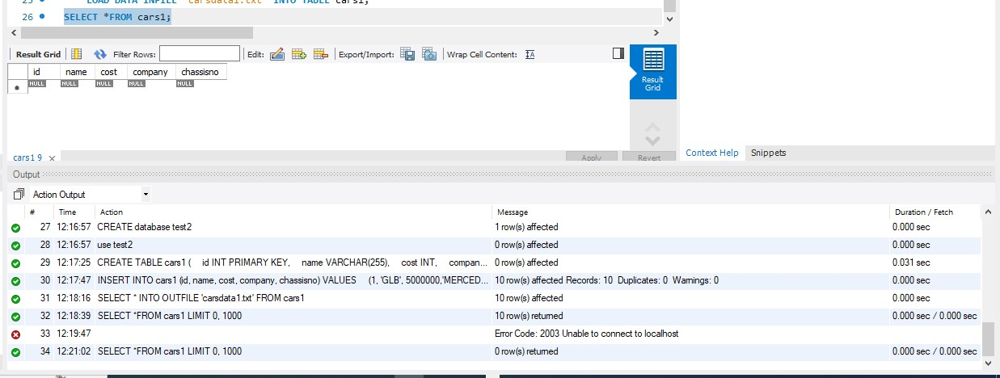 25 LOAD DATA INFILE 'carsdata1.txt' INTO TABLE cars1;
26 SELECT *FROM cars1;
Result Grid Filter Rows: Edit: Export/Import: Wrap Cell Content: IA
id name cost company chassisno
NULL NULL NULL NULL NULL
Result
Grid
cars1 9 x Apply Revert
Context Help Snippets
Output
Action Output
# Time Action Message Duration / Fetch
27 12:16:57 CREATE database test2 1 row(s) affected 0.000 sec
28 12:16:57 use test2 0 row(s) affected 0.000 sec
29 12:17:25 CREATE TABLE cars1 ( id INT PRIMARY KEY, name VARCHAR(255), cost INT, compan... 0 row(s) affected 0.031 sec
30 12:17:47 INSERT INTO cars1 (id, name, cost, company, chassisno) VALUES (1, 'GLB', 5000000,'MERCED... 10 row(s) affected Records: 10 Duplicates: 0 Warnings: 0 0.000 sec
31 12:18:16 SELECT * INTO OUTFILE 'carsdata1.txt' FROM cars1 10 row(s) affected 0.000 sec
32 12:18:39 SELECT *FROM cars1 LIMIT 0, 1000 10 row(s) returned 0.000 sec / 0.000 sec
33 12:19:47 Error Code: 2003 Unable to connect to localhost
34 12:21:02 SELECT *FROM cars1 LIMIT 0, 1000 0 row(s) returned 0.000 sec / 0.000 sec